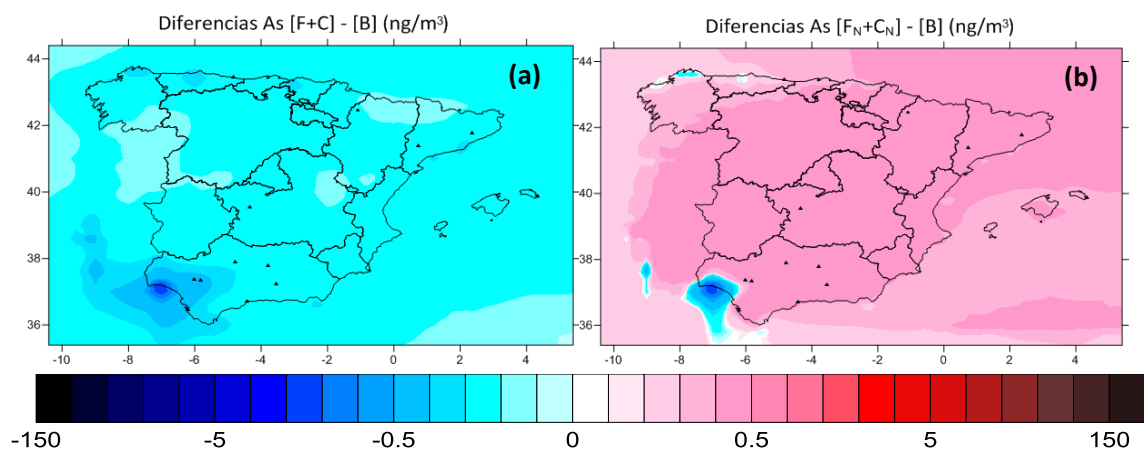 Diferencias As [F+C] - [B] (ng/m³)
Diferencias As [F_N+C_N] - [B] (ng/m³)
(a)
(b)
44
42
40
38
36
-10 -8 -6 -4 -2 0 2 4
44
42
40
38
36
-10 -8 -6 -4 -2 0 2 4
-150 -5 -0.5 0 0.5 5 150